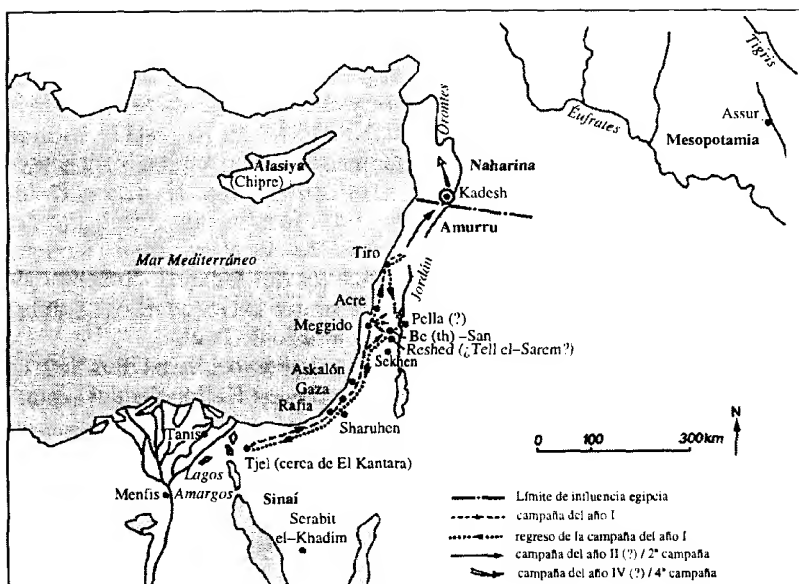 Tigris
Orontes
Éufrates
Assur
Mesopotamia
Alasiya
(Chipre)
Naharina
Kadesh
Amurru
Mar Mediterráneo
Tiro
Jordán
Acre
Pella (?)
Meggido
Be (th) –San
Reshed (¿Tell el–Sarem?)
Sekhen
Askalón
Gaza
Rafia
Sharuhen
Tanis
Tjel (cerca de El Kantara)
Lagos
Amargos
Menfis
Sinaí
Serabit
el–Khadim
N
0 100 300 km
Límite de influencia egipcia
campaña del año I
regreso de la campaña del año I
campaña del año II (?) / 2ª campaña
campaña del año IV (?) / 4ª campaña